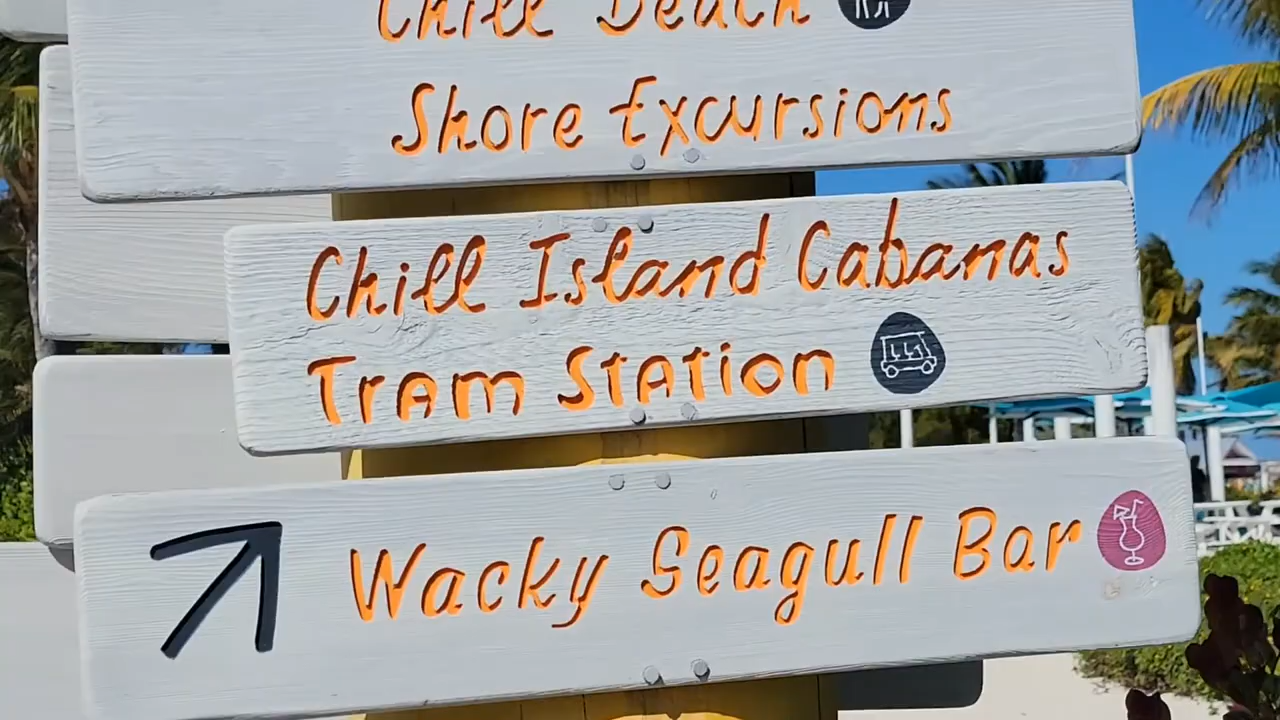 Chill Beach
Shore Excursions
Chill Island Cabanas
Tram Station
Wacky Seagull Bar